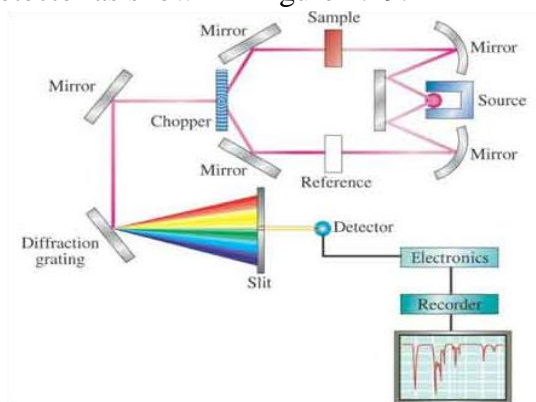 Sample
Mirror
Mirror
Mirror
Source
Chopper
Mirror
Mirror
Reference
Detector
Diffraction
grating
Slit
Electronics
Recorder